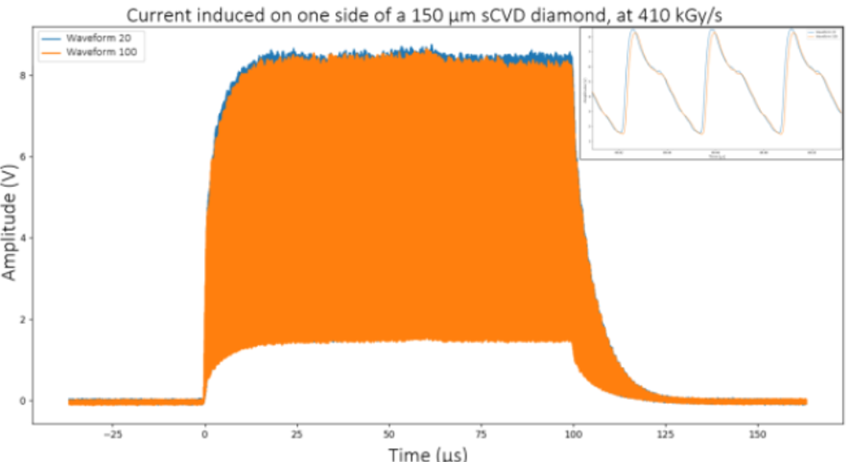 Current induced on one side of a 150 µm sCVD diamond, at 410 kGy/s
Waveform 20
Waveform 100
8
6
4
2
0
Amplitude (V)
−25
0
25
50
75
100
125
150
Time (µs)